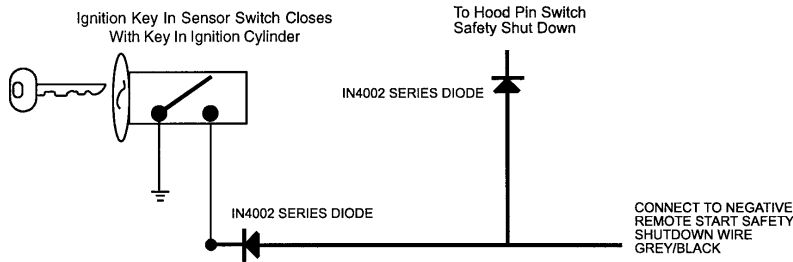 Ignition Key In Sensor Switch Closes
With Key In Ignition Cylinder
To Hood Pin Switch
Safety Shut Down
IN4002 SERIES DIODE
IN4002 SERIES DIODE
CONNECT TO NEGATIVE
REMOTE START SAFETY
SHUTDOWN WIRE
GREY/BLACK